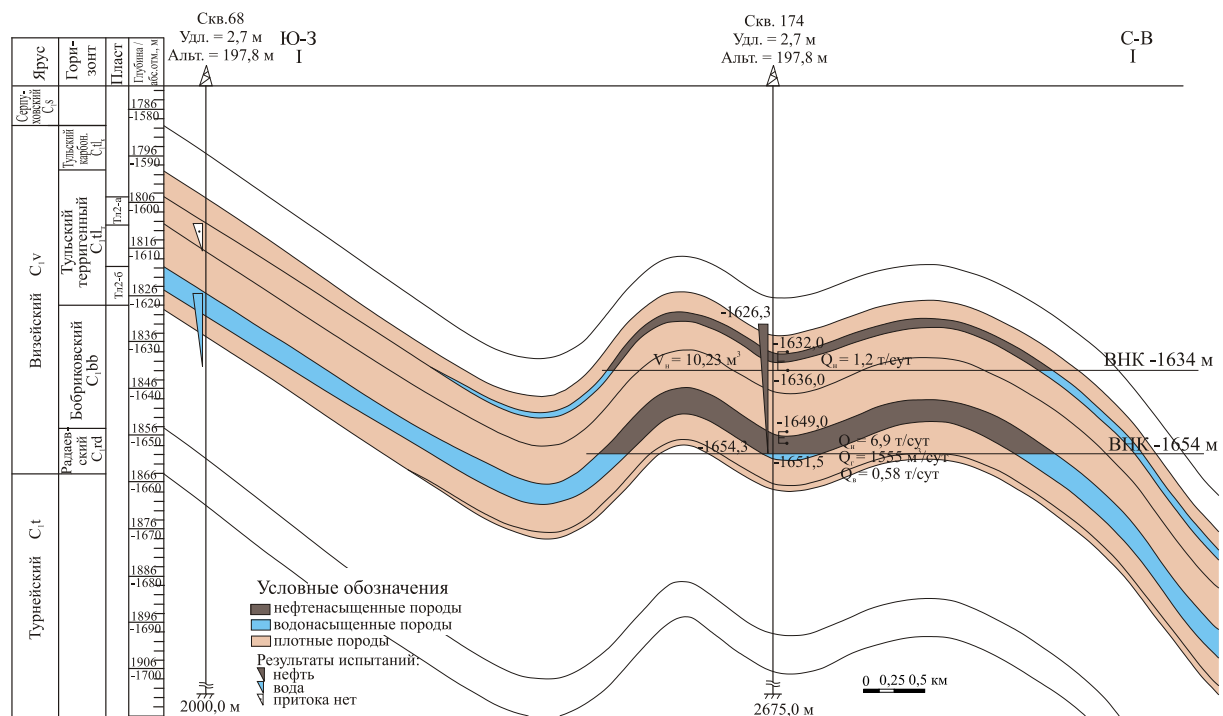 Скв.68
Удл. = 2,7 м
Альт. = 197,8 м
Ю-З
I
Скв. 174
Удл. = 2,7 м
Альт. = 197,8 м
С-В
I
Ярус
Гори-
зонт
Пласт
Глубина /
абс.отм., м
Серпу-
ховский
C₁s
Визейский C₁v
Турнейский C₁t
Тульский
карбон.
Тульский
терригенный
Бобриковский
C₁bb
Радаев-
ский
C₁rd
Тл2-а
Тл2-б
1786
-1580
1796
-1590
1806
-1600
1816
-1610
1826
-1620
1836
-1630
1846
-1640
1856
-1650
1866
-1660
1876
-1670
1886
-1680
1896
-1690
1906
-1700
-1626,3
-1632,0
Vн = 10,23 м³
Qн = 1,2 т/сут
-1636,0
ВНК -1634 м
-1649,0
-1654,3
-1651,5
Qн = 6,9 т/сут
Qг = 1555 м³/сут
Qв = 0,58 т/сут
ВНК -1654 м
Условные обозначения
нефтенасыщенные породы
водонасыщенные породы
плотные породы
Результаты испытаний:
нефть
вода
притока нет
2000,0 м
2675,0 м
0 0,25 0,5 км